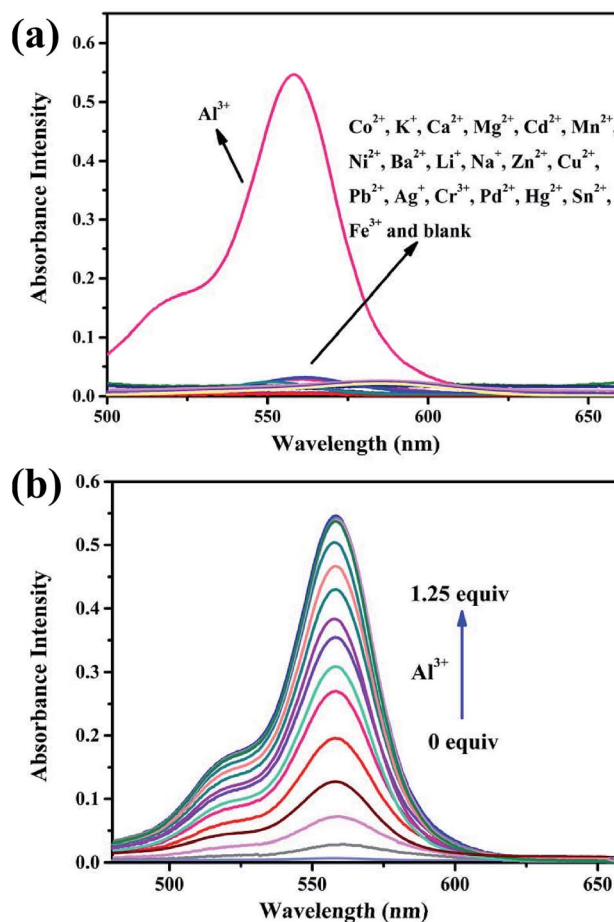 (a)
0.6
0.5
0.4
0.3
0.2
0.1
0.0
Absorbance Intensity
Al³⁺
Co²⁺, K⁺, Ca²⁺, Mg²⁺, Cd²⁺, Mn²⁺,
Ni²⁺, Ba²⁺, Li⁺, Na⁺, Zn²⁺, Cu²⁺,
Pb²⁺, Ag⁺, Cr³⁺, Pd²⁺, Hg²⁺, Sn²⁺,
Fe³⁺ and blank
500 550 600 650
Wavelength (nm)
(b)
0.6
0.5
0.4
0.3
0.2
0.1
0.0
Absorbance Intensity
1.25 equiv
Al³⁺
0 equiv
500 550 600 650
Wavelength (nm)